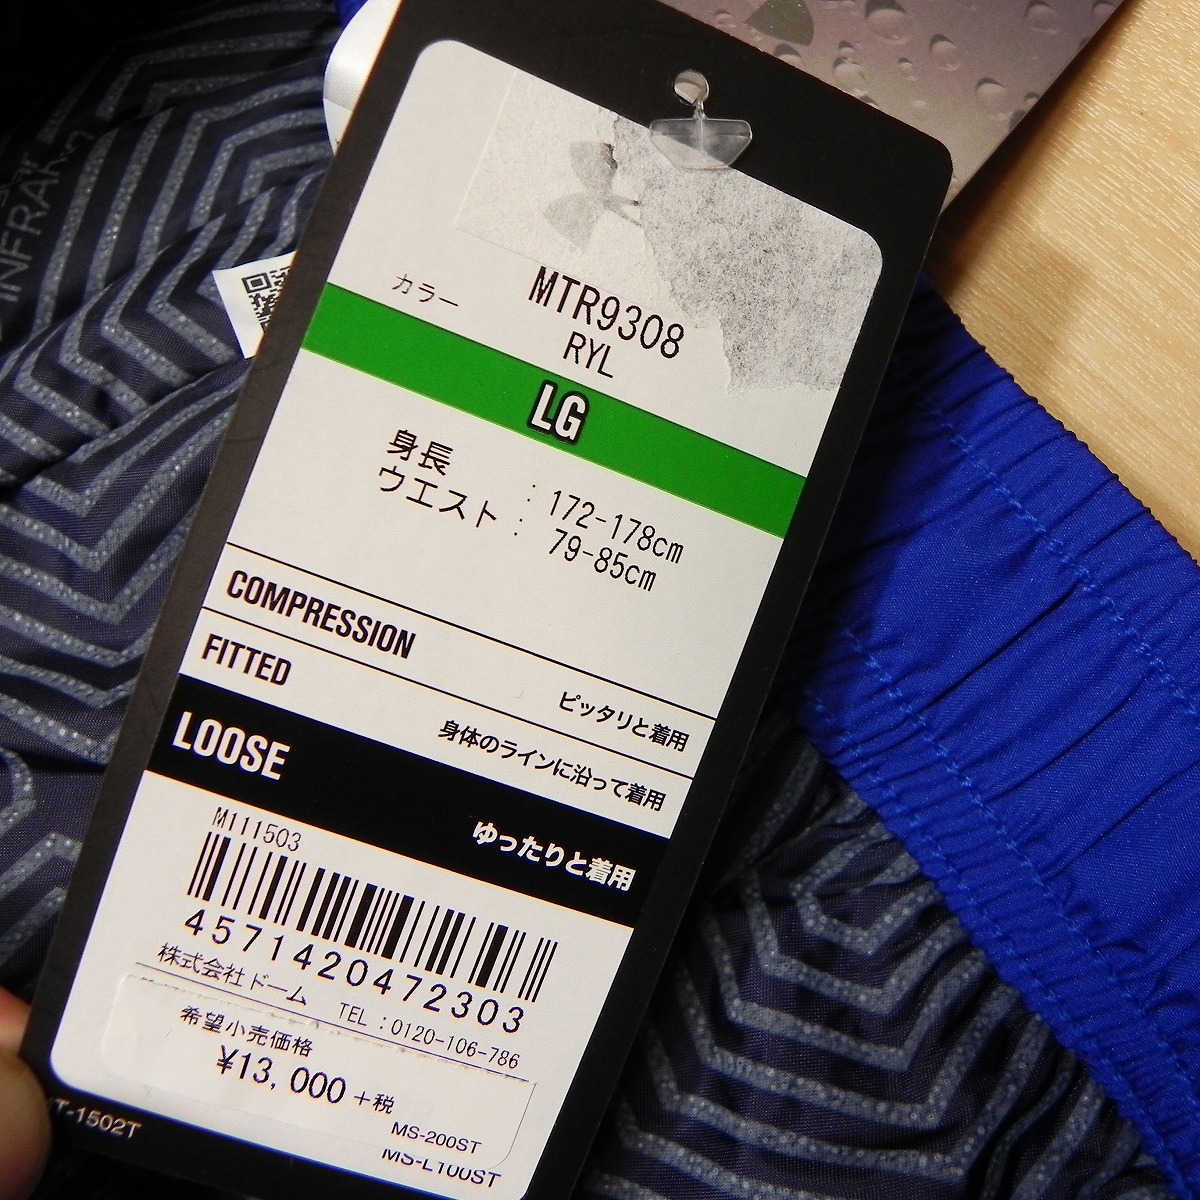 MTR9308
カラー RYL
LG
身長 : 172-178cm
ウエスト : 79-85cm
COMPRESSION ピッタリと着用
FITTED 身体のラインに沿って着用
LOOSE ゆったりと着用
M111503
4571420472303
株式会社ドーム TEL:0120-106-786
希望小売価格
¥13,000+税
MS-200ST
MS-L100ST
T-1502T
INFRARED